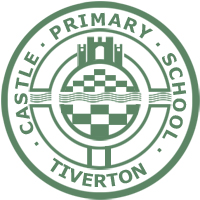 · CASTLE · PRIMARY · SCHOOL ·
TIVERTON